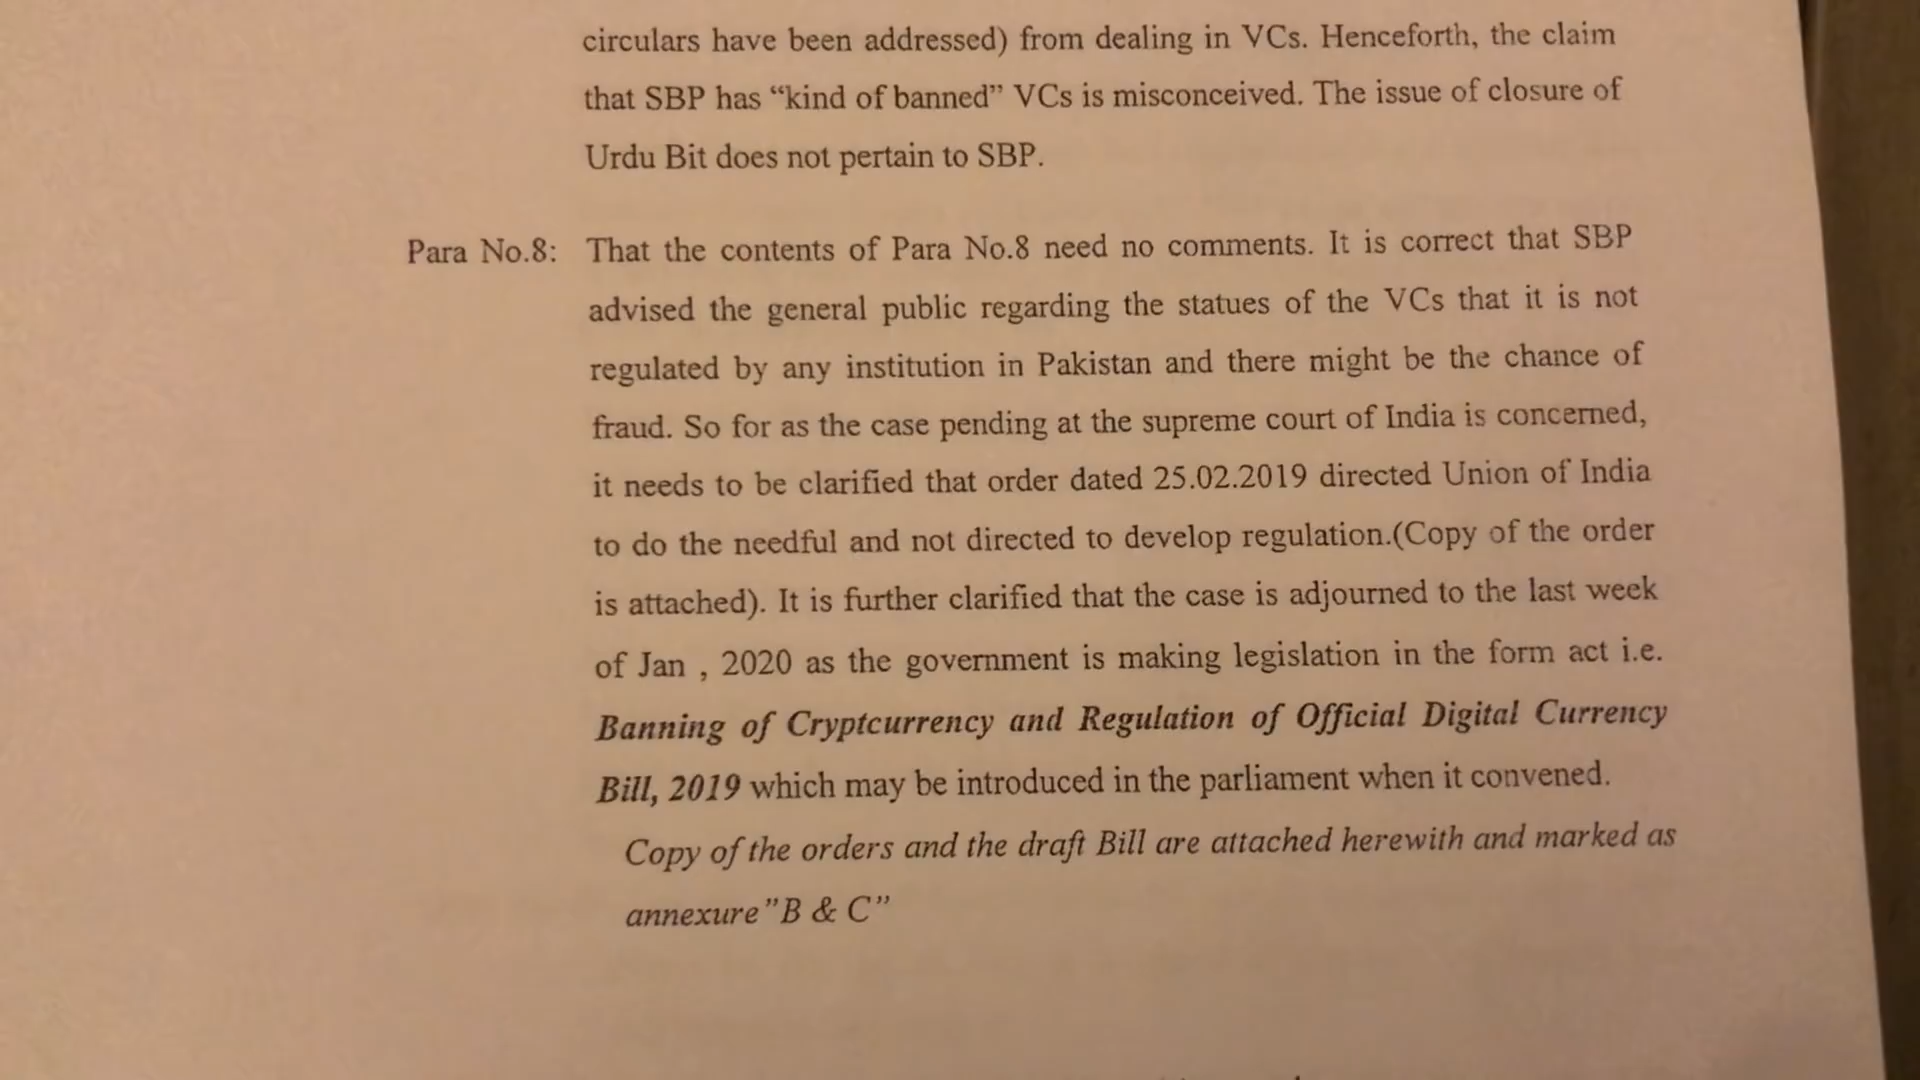 circulars have been addressed) from dealing in VCs. Henceforth, the claim
that SBP has “kind of banned” VCs is misconceived. The issue of closure of
Urdu Bit does not pertain to SBP.
Para No.8: That the contents of Para No.8 need no comments. It is correct that SBP
advised the general public regarding the statues of the VCs that it is not
regulated by any institution in Pakistan and there might be the chance of
fraud. So for as the case pending at the supreme court of India is concerned,
it needs to be clarified that order dated 25.02.2019 directed Union of India
to do the needful and not directed to develop regulation.(Copy of the order
is attached). It is further clarified that the case is adjourned to the last week
of Jan , 2020 as the government is making legislation in the form act i.e.
Banning of Cryptcurrency and Regulation of Official Digital Currency
Bill, 2019 which may be introduced in the parliament when it convened.
Copy of the orders and the draft Bill are attached herewith and marked as
annexure”B & C”